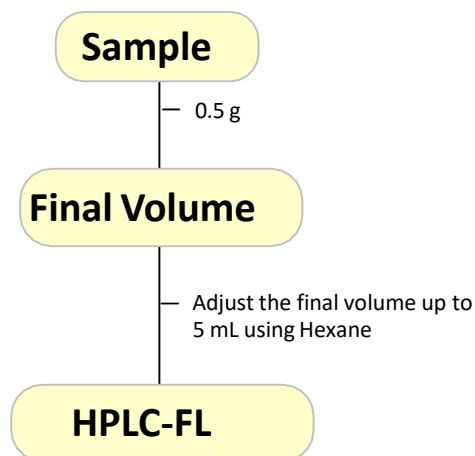 Sample
0.5 g
Final Volume
Adjust the final volume up to
5 mL using Hexane
HPLC-FL